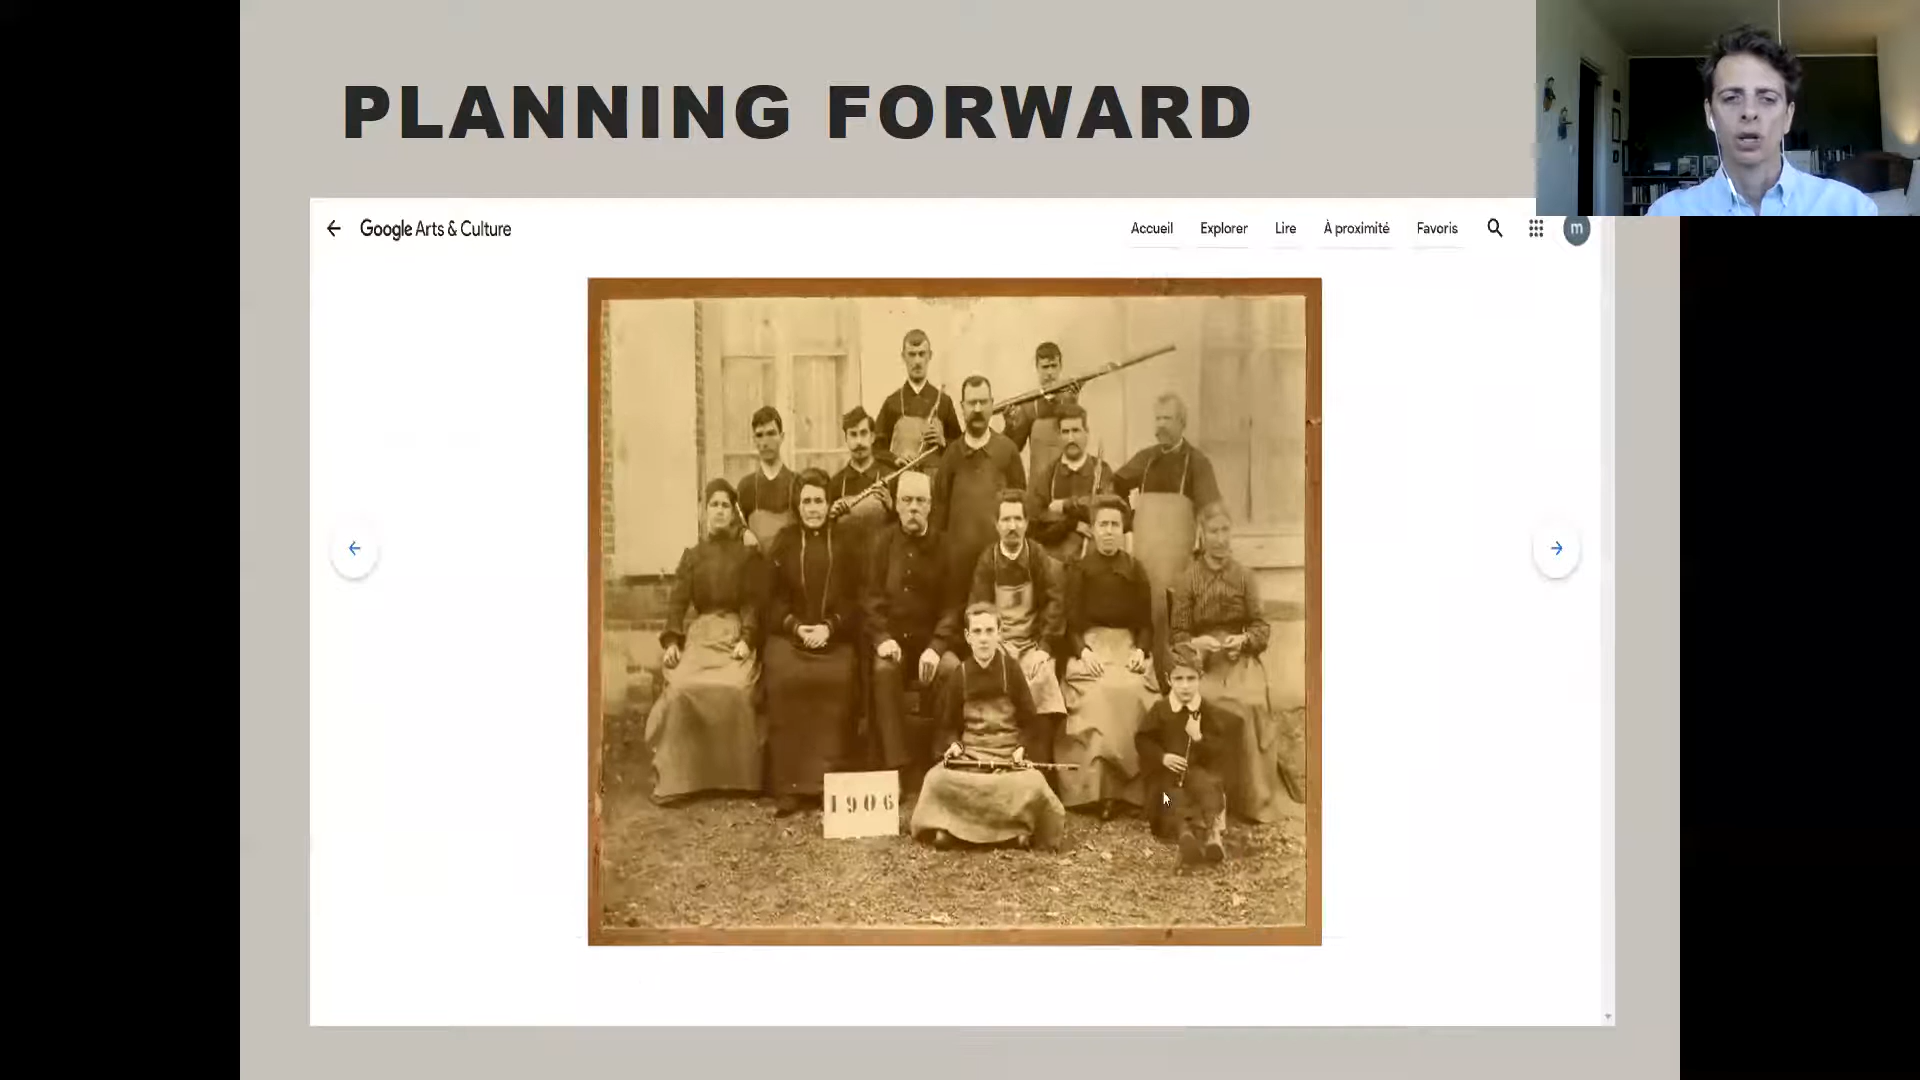 PLANNING FORWARD
Google Arts & Culture
Accueil Explorer Lire À proximité Favoris
m
1906